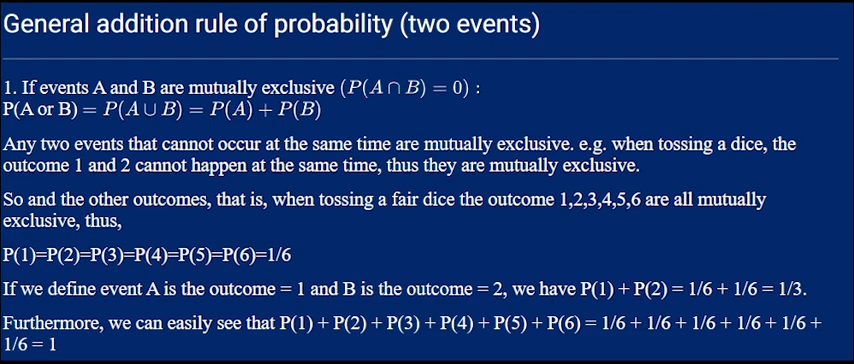 General addition rule of probability (two events)
1. If events A and B are mutually exclusive (P(A ∩ B) = 0) :
P(A or B) = P(A ∪ B) = P(A) + P(B)
Any two events that cannot occur at the same time are mutually exclusive. e.g. when tossing a dice, the
outcome 1 and 2 cannot happen at the same time, thus they are mutually exclusive.
So and the other outcomes, that is, when tossing a fair dice the outcome 1,2,3,4,5,6 are all mutually
exclusive, thus,
P(1)=P(2)=P(3)=P(4)=P(5)=P(6)=1/6
If we define event A is the outcome = 1 and B is the outcome = 2, we have P(1) + P(2) = 1/6 + 1/6 = 1/3.
Furthermore, we can easily see that P(1) + P(2) + P(3) + P(4) + P(5) + P(6) = 1/6 + 1/6 + 1/6 + 1/6 + 1/6 +
1/6 = 1